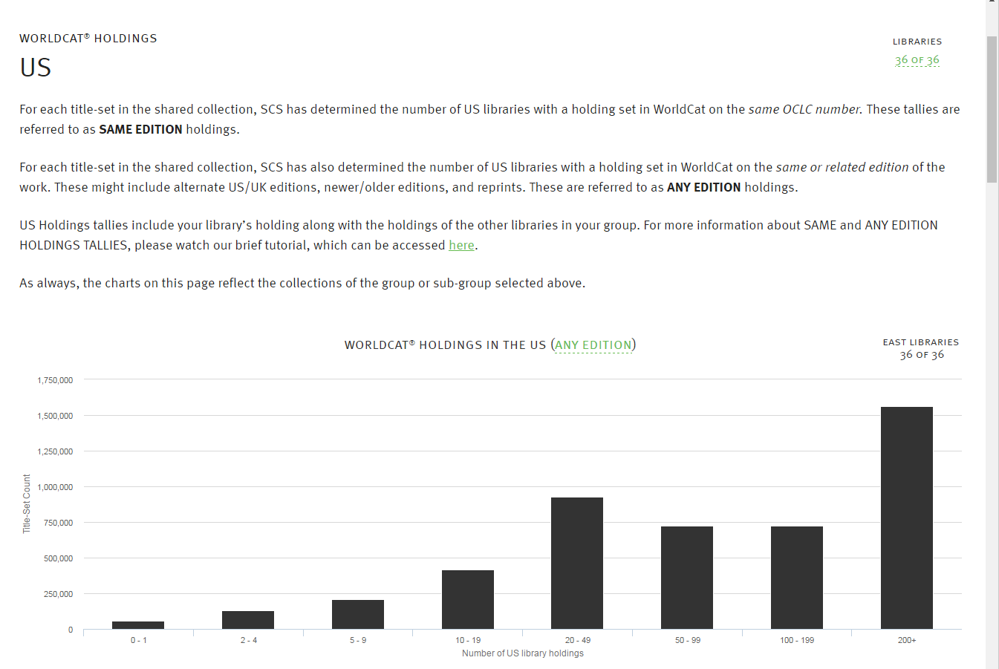 WORLDCAT® HOLDINGS
LIBRARIES
US
36 OF 36
For each title-set in the shared collection, SCS has determined the number of US libraries with a holding set in WorldCat on the same OCLC number. These tallies are
referred to as SAME EDITION holdings.
For each title-set in the shared collection, SCS has also determined the number of US libraries with a holding set in WorldCat on the same or related edition of the
work. These might include alternate US/UK editions, newer/older editions, and reprints. These are referred to as ANY EDITION holdings.
US Holdings tallies include your library’s holding along with the holdings of the other libraries in your group. For more information about SAME and ANY EDITION
HOLDINGS TALLIES, please watch our brief tutorial, which can be accessed here.
As always, the charts on this page reflect the collections of the group or sub-group selected above.
WORLDCAT® HOLDINGS IN THE US (ANY EDITION)
EAST LIBRARIES
36 OF 36
Title-Set Count
1,750,000
1,500,000
1,250,000
1,000,000
750,000
500,000
250,000
0
0 - 1 2 - 4 5 - 9 10 - 19 20 - 49 50 - 99 100 - 199 200+
Number of US library holdings